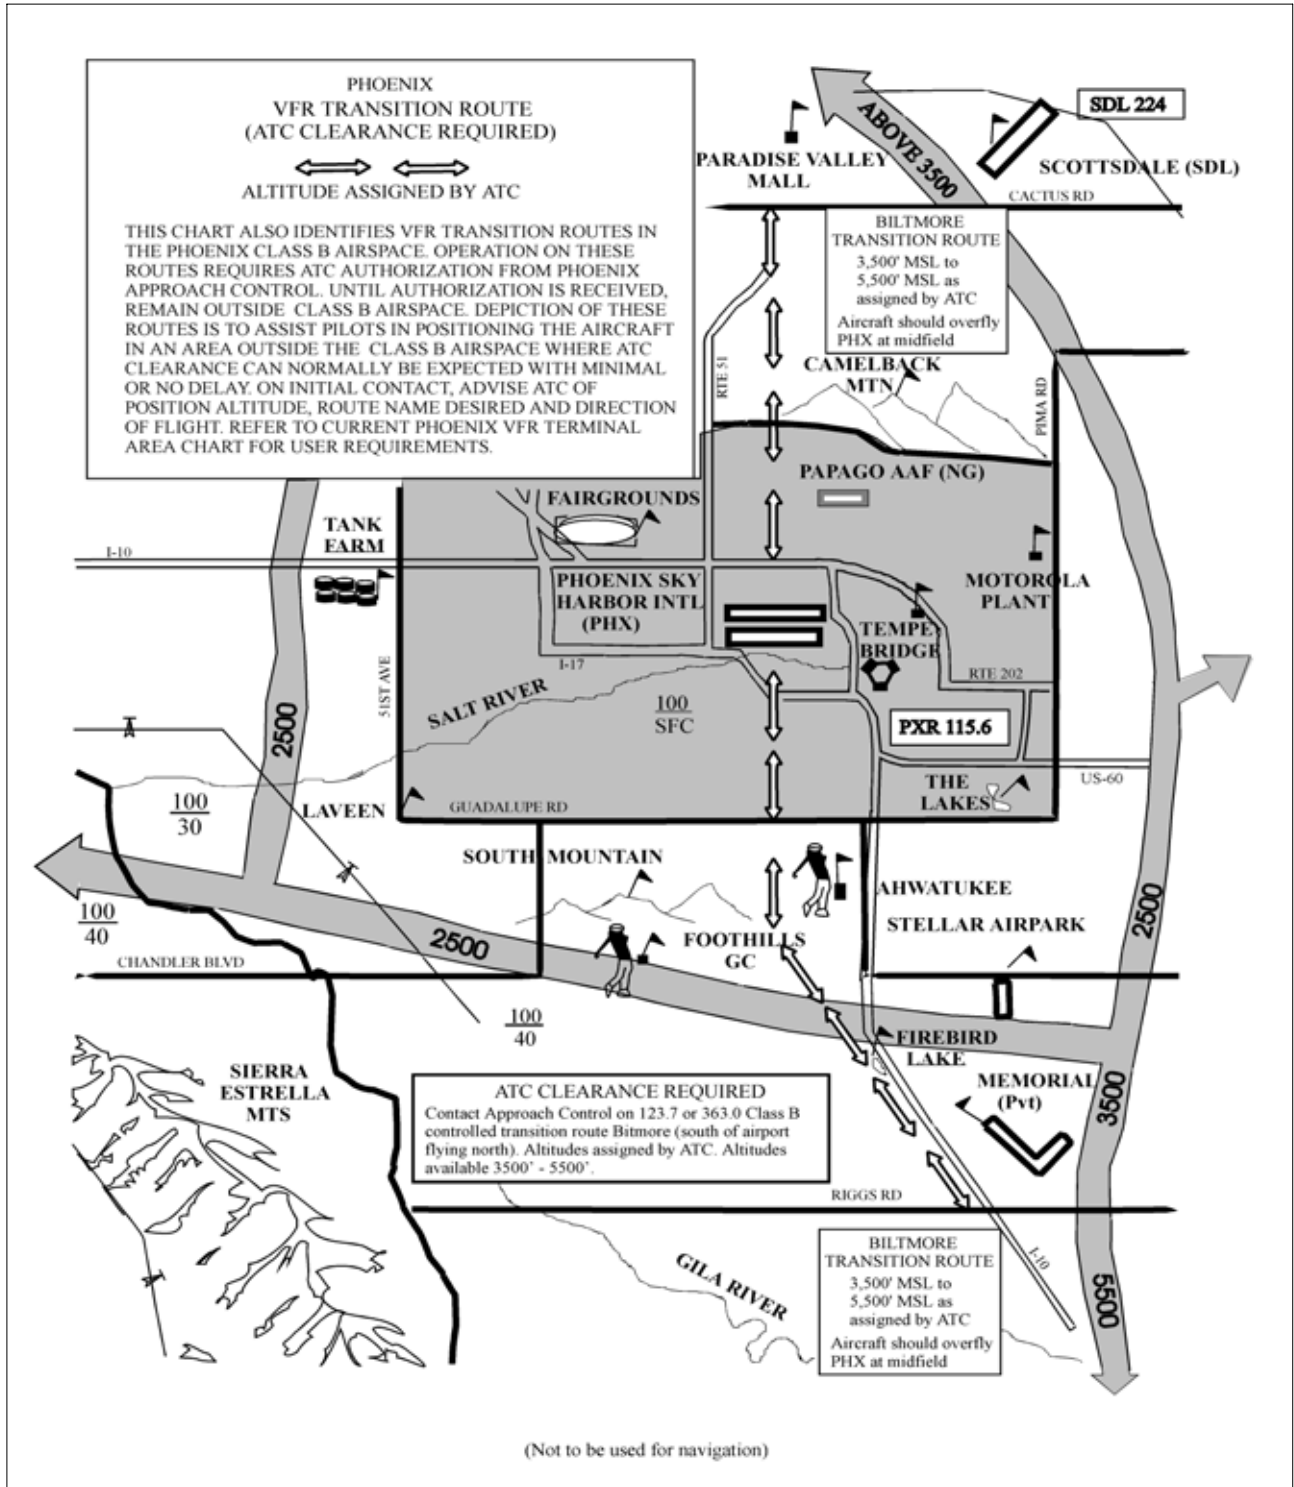 PHOENIX
VFR TRANSITION ROUTE
(ATC CLEARANCE REQUIRED)
ALTITUDE ASSIGNED BY ATC
THIS CHART ALSO IDENTIFIES VFR TRANSITION ROUTES IN
THE PHOENIX CLASS B AIRSPACE. OPERATION ON THESE
ROUTES REQUIRES ATC AUTHORIZATION FROM PHOENIX
APPROACH CONTROL. UNTIL AUTHORIZATION IS RECEIVED,
REMAIN OUTSIDE CLASS B AIRSPACE. DEPICTION OF THESE
ROUTES IS TO ASSIST PILOTS IN POSITIONING THE AIRCRAFT
IN AN AREA OUTSIDE THE CLASS B AIRSPACE WHERE ATC
CLEARANCE CAN NORMALLY BE EXPECTED WITH MINIMAL
OR NO DELAY. ON INITIAL CONTACT, ADVISE ATC OF
POSITION ALTITUDE, ROUTE NAME DESIRED AND DIRECTION
OF FLIGHT. REFER TO CURRENT PHOENIX VFR TERMINAL
AREA CHART FOR USER REQUIREMENTS.
ABOVE 3500
SDL 224
PARADISE VALLEY
MALL
SCOTTSDALE (SDL)
CACTUS RD
BILTMORE
TRANSITION ROUTE
3,500' MSL to
5,500' MSL as
assigned by ATC
Aircraft should overfly
PHX at midfield
RTE 51
CAMELBACK
MTN
PIMA RD
PAPAGO AAF (NG)
FAIRGROUNDS
TANK
FARM
I-10
PHOENIX SKY
HARBOR INTL
(PHX)
MOTOROLA
PLANT
TEMPE
BRIDGE
I-17
RTE 202
51ST AVE
SALT RIVER
100
SFC
PXR 115.6
2500
US-60
THE
LAKES
100
30
LAVEEN
GUADALUPE RD
SOUTH MOUNTAIN
AHWATUKEE
100
40
2500
STELLAR AIRPARK
2500
FOOTHILLS
GC
CHANDLER BLVD
100
40
FIREBIRD
LAKE
SIERRA
ESTRELLA
MTS
MEMORIAL
(Pvt)
3500
ATC CLEARANCE REQUIRED
Contact Approach Control on 123.7 or 363.0 Class B
controlled transition route Bitmore (south of airport
flying north). Altitudes assigned by ATC. Altitudes
available 3500' - 5500'.
RIGGS RD
GILA RIVER
I-10
BILTMORE
TRANSITION ROUTE
3,500' MSL to
5,500' MSL as
assigned by ATC
Aircraft should overfly
PHX at midfield
5500
(Not to be used for navigation)